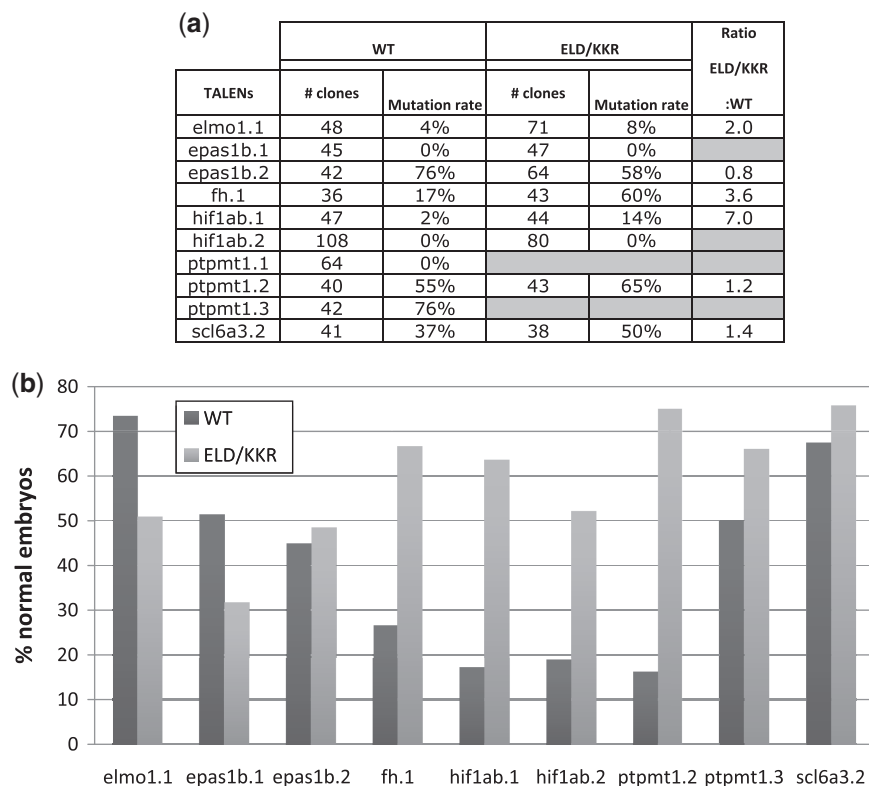 (a)
WT ELD/KKR Ratio ELD/KKR :WT
TALENs # clones Mutation rate # clones Mutation rate
elmo1.1 48 4% 71 8% 2.0
epas1b.1 45 0% 47 0%
epas1b.2 42 76% 64 58% 0.8
fh.1 36 17% 43 60% 3.6
hif1ab.1 47 2% 44 14% 7.0
hif1ab.2 108 0% 80 0%
ptpmt1.1 64 0%
ptpmt1.2 40 55% 43 65% 1.2
ptpmt1.3 42 76%
scl6a3.2 41 37% 38 50% 1.4
(b)
% normal embryos
80
70
60
50
40
30
20
10
0
WT
ELD/KKR
elmo1.1 epas1b.1 epas1b.2 fh.1 hif1ab.1 hif1ab.2 ptpmt1.2 ptpmt1.3 scl6a3.2